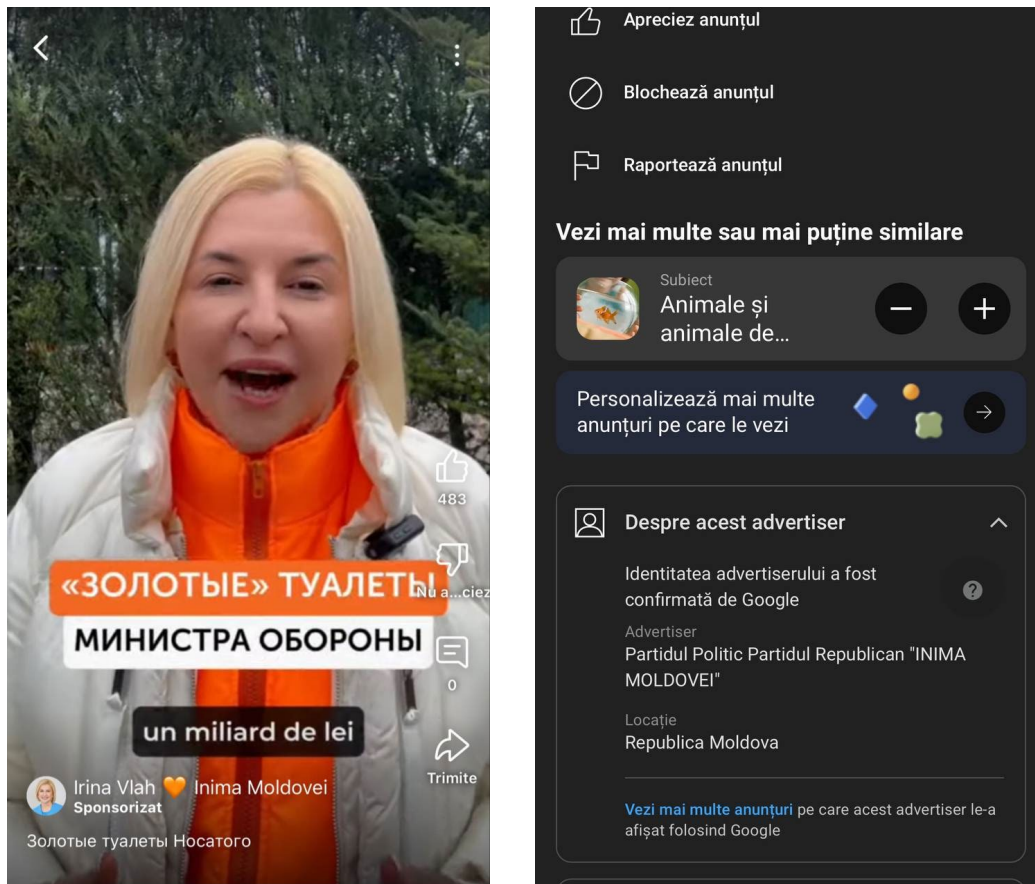 483
«ЗОЛОТЫЕ» ТУАЛЕТЫ
Nu a...ciez
МИНИСТРА ОБОРОНЫ
0
un miliard de lei
Trimite
Irina Vlah 🧡 Inima Moldovei
Sponsorizat
Золотые туалеты Носатого
Apreciez anunțul
Blochează anunțul
Raportează anunțul
Vezi mai multe sau mai puține similare
Subiect
Animale și
animale de...
Personalizează mai multe
anunțuri pe care le vezi
Despre acest advertiser
Identitatea advertiserului a fost
confirmată de Google
Advertiser
Partidul Politic Partidul Republican "INIMA
MOLDOVEI"
Locație
Republica Moldova
Vezi mai multe anunțuri pe care acest advertiser le-a
afișat folosind Google